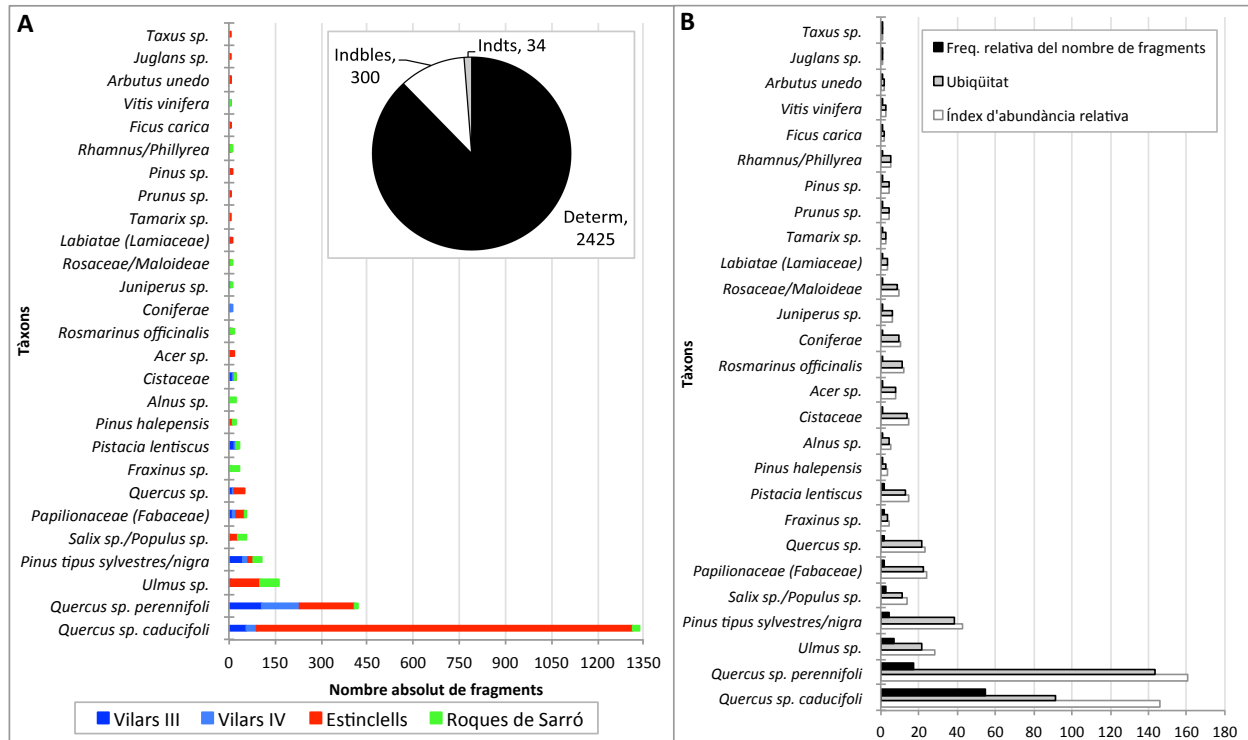 A
Taxus sp.
Juglans sp.
Arbutus unedo
Vitis vinifera
Ficus carica
Rhamnus/Phillyrea
Pinus sp.
Prunus sp.
Tamarix sp.
Labiatae (Lamiaceae)
Rosaceae/Maloideae
Juniperus sp.
Coniferae
Rosmarinus officinalis
Acer sp.
Cistaceae
Alnus sp.
Pinus halepensis
Pistacia lentiscus
Fraxinus sp.
Quercus sp.
Papilionaceae (Fabaceae)
Salix sp./Populus sp.
Pinus tipus sylvestres/nigra
Ulmus sp.
Quercus sp. perennifoli
Quercus sp. caducifoli
Tàxons
Indbles,
300
Indts, 34
Determ,
2425
0 150 300 450 600 750 900 1050 1200 1350
Nombre absolut de fragments
Vilars III Vilars IV Estinclells Roques de Sarró
B
Taxus sp.
Juglans sp.
Arbutus unedo
Vitis vinifera
Ficus carica
Rhamnus/Phillyrea
Pinus sp.
Prunus sp.
Tamarix sp.
Labiatae (Lamiaceae)
Rosaceae/Maloideae
Juniperus sp.
Coniferae
Rosmarinus officinalis
Acer sp.
Cistaceae
Alnus sp.
Pinus halepensis
Pistacia lentiscus
Fraxinus sp.
Quercus sp.
Papilionaceae (Fabaceae)
Salix sp./Populus sp.
Pinus tipus sylvestres/nigra
Ulmus sp.
Quercus sp. perennifoli
Quercus sp. caducifoli
Tàxons
Freq. relativa del nombre de fragments
Ubiqüitat
Índex d'abundància relativa
0 20 40 60 80 100 120 140 160 180